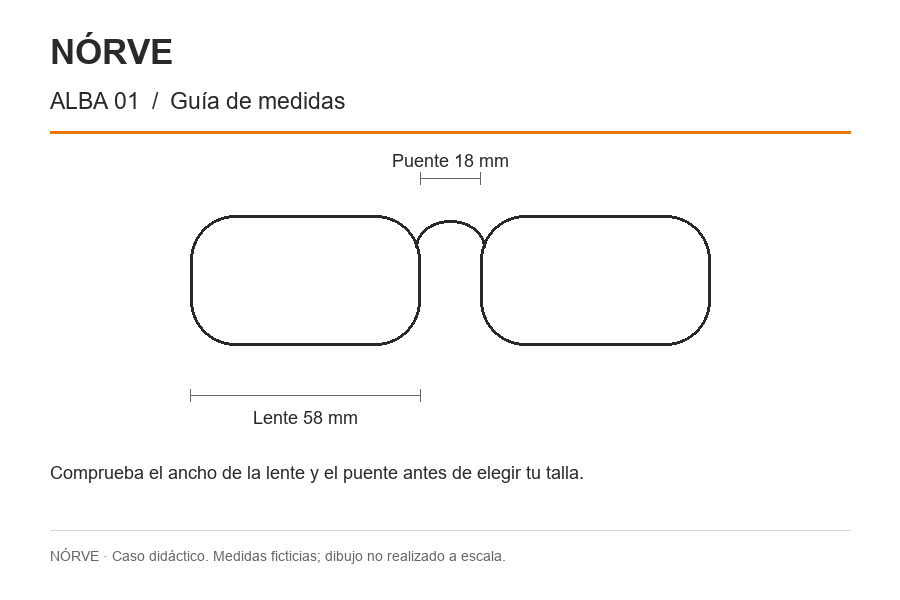 NÓRVE
ALBA 01 / Guía de medidas
Puente 18 mm
Lente 58 mm
Comprueba el ancho de la lente y el puente antes de elegir tu talla.
NÓRVE · Caso didáctico. Medidas ficticias; dibujo no realizado a escala.